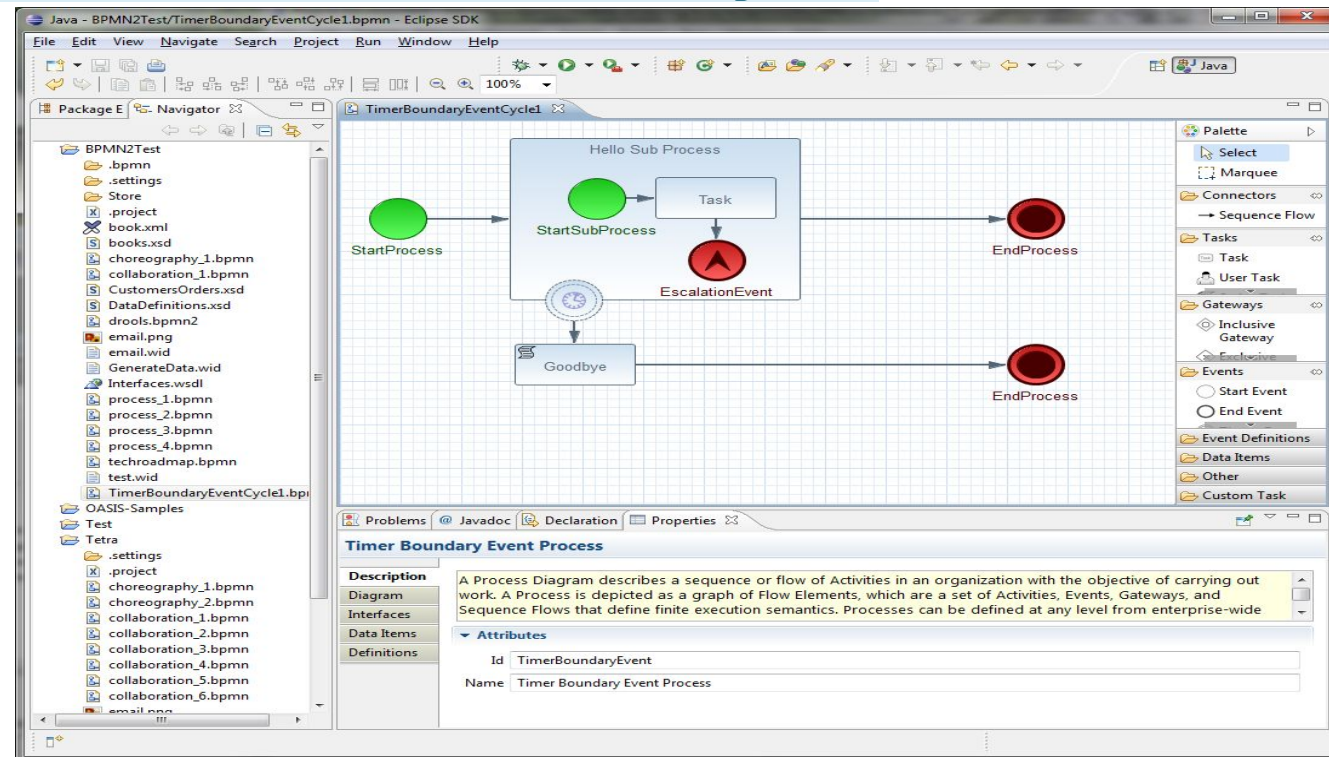 Java - BPMN2Test/TimerBoundaryEventCycle1.bpmn - Eclipse SDK
File Edit View Navigate Search Project Run Window Help
100%
Java
Package E Navigator
BPMN2Test
.bpmn
.settings
Store
.project
book.xml
books.xsd
choreography_1.bpmn
collaboration_1.bpmn
CustomersOrders.xsd
DataDefinitions.xsd
drools.bpmn2
email.png
email.wid
GenerateData.wid
Interfaces.wsdl
process_1.bpmn
process_2.bpmn
process_3.bpmn
process_4.bpmn
techroadmap.bpmn
test.wid
TimerBoundaryEventCycle1.bp
OASIS-Samples
Test
Tetra
.settings
.project
choreography_1.bpmn
choreography_2.bpmn
collaboration_1.bpmn
collaboration_2.bpmn
collaboration_3.bpmn
collaboration_4.bpmn
collaboration_5.bpmn
collaboration_6.bpmn
email.png
TimerBoundaryEventCycle1
Hello Sub Process
Task
StartSubProcess
StartProcess
EndProcess
EscalationEvent
Goodbye
EndProcess
Palette
Select
Marquee
Connectors
Sequence Flow
Tasks
Task
User Task
Gateways
Inclusive
Gateway
Exclusive
Events
Start Event
End Event
Event Definitions
Data Items
Other
Custom Task
Problems @ Javadoc Declaration Properties
Timer Boundary Event Process
Description
Diagram
Interfaces
Data Items
Definitions
A Process Diagram describes a sequence or flow of Activities in an organization with the objective of carrying out
work. A Process is depicted as a graph of Flow Elements, which are a set of Activities, Events, Gateways, and
Sequence Flows that define finite execution semantics. Processes can be defined at any level from enterprise-wide
Attributes
Id TimerBoundaryEvent
Name Timer Boundary Event Process